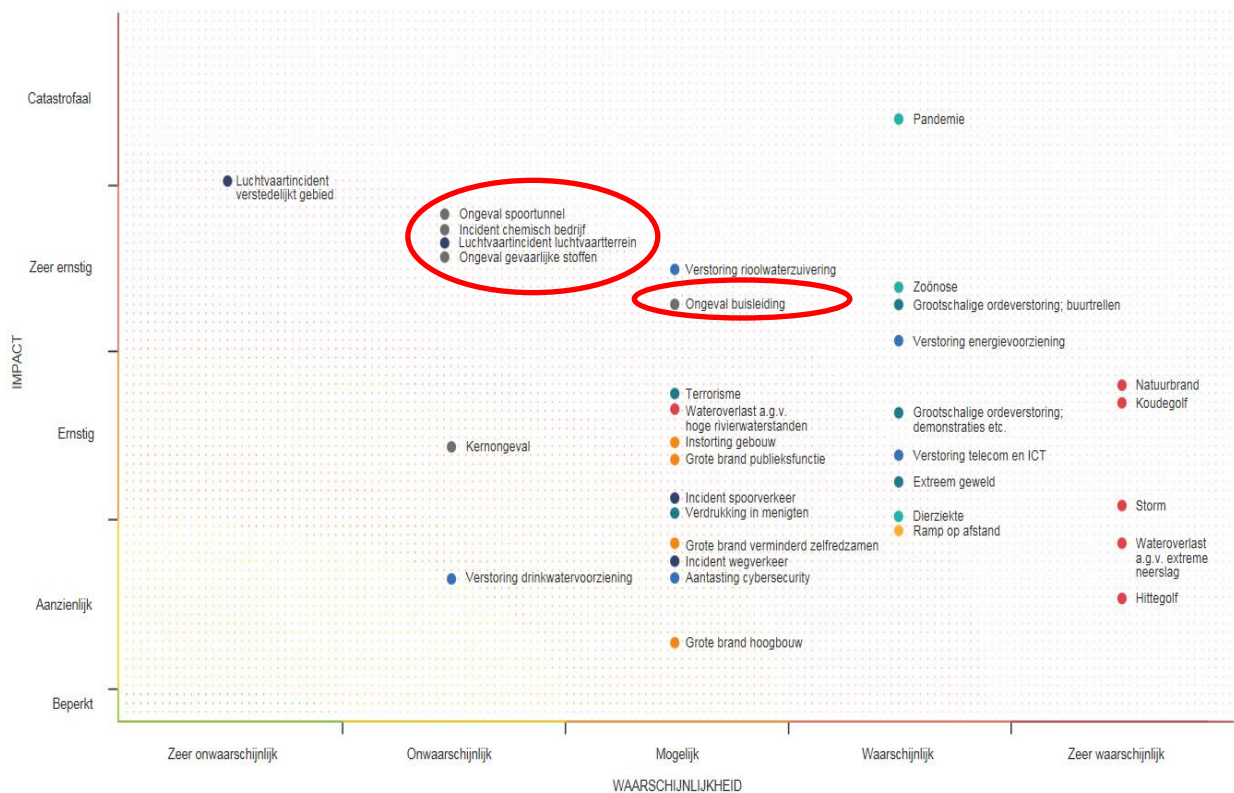 Catastrofaal
Pandemie
Luchtvaartincident
verstedelijkt gebied
Ongeval spoortunnel
Incident chemisch bedrijf
Luchtvaartincident luchtvaartterrein
Ongeval gevaarlijke stoffen
Zeer ernstig
Verstoring rioolwaterzuivering
Zoönose
Ongeval buisleiding
Grootschalige ordeverstoring; buurtrellen
Verstoring energievoorziening
IMPACT
Natuurbrand
Terrorisme
Koudegolf
Wateroverlast a.g.v.
hoge rivierwaterstanden
Grootschalige ordeverstoring;
demonstraties etc.
Ernstig
Instorting gebouw
Kernongeval
Grote brand publieksfunctie
Verstoring telecom en ICT
Extreem geweld
Incident spoorverkeer
Storm
Verdrukking in menigten
Dierziekte
Ramp op afstand
Grote brand verminderd zelfredzamen
Wateroverlast
a.g.v. extreme
neerslag
Incident wegverkeer
Verstoring drinkwatervoorziening
Aantasting cybersecurity
Aanzienlijk
Hittegolf
Grote brand hoogbouw
Beperkt
Zeer onwaarschijnlijk
Onwaarschijnlijk
Mogelijk
Waarschijnlijk
Zeer waarschijnlijk
WAARSCHIJNLIJKHEID